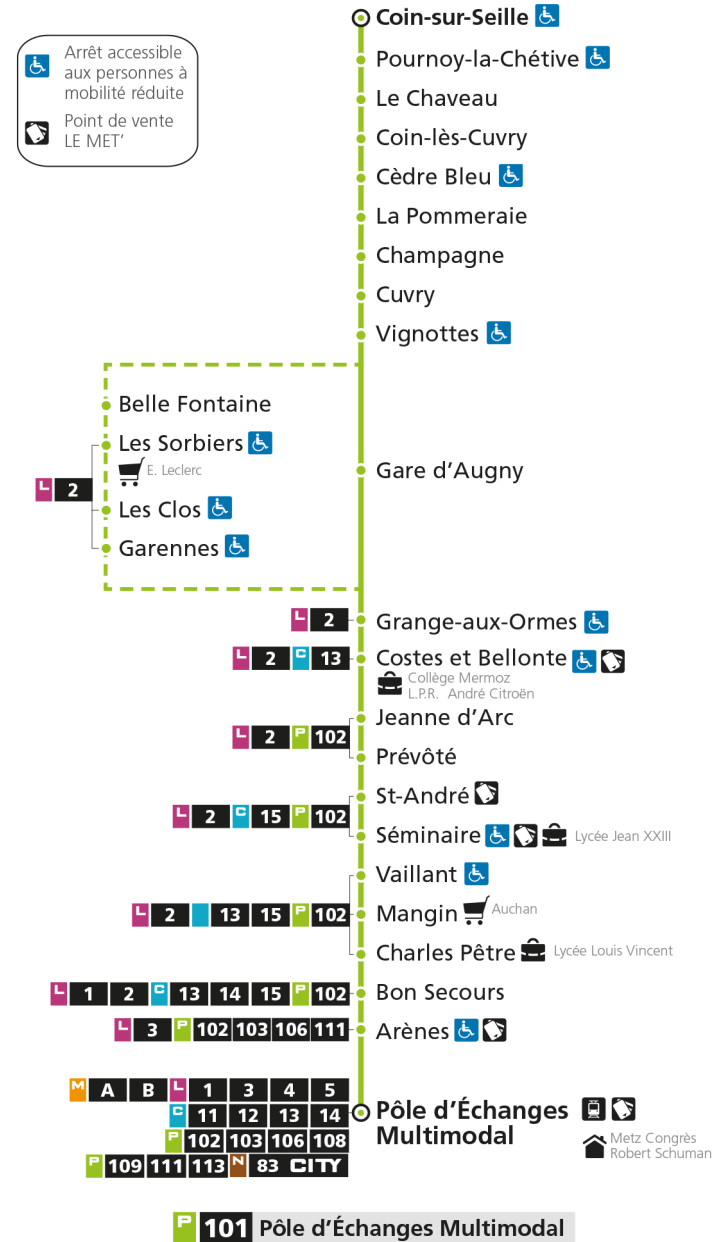 Coin-sur-Seille
Arrêt accessible
aux personnes à
mobilité réduite
Point de vente
LE MET'
Pournoy-la-Chétive
Le Chaveau
Coin-lès-Cuvry
Cèdre Bleu
La Pommeraie
Champagne
Cuvry
Vignottes
Belle Fontaine
Les Sorbiers
E. Leclerc
L 2
Les Clos
Garennes
Gare d'Augny
L 2 Grange-aux-Ormes
L 2 C 13 Costes et Bellonte
Collège Mermoz
L.P.R. André Citroën
Jeanne d'Arc
L 2 P 102
Prévôté
St-André
L 2 C 15 P 102
Séminaire Lycée Jean XXIII
Vaillant
L 2 13 15 P 102 Mangin Auchan
Charles Pêtre Lycée Louis Vincent
L 1 2 C 13 14 15 P 102 Bon Secours
L 3 P 102 103 106 111 Arènes
M A B L 1 3 4 5
C 11 12 13 14
P 102 103 106 108
P 109 111 113 N 83 CITY
Pôle d'Échanges
Multimodal
Metz Congrès
Robert Schuman
P 101 Pôle d'Échanges Multimodal